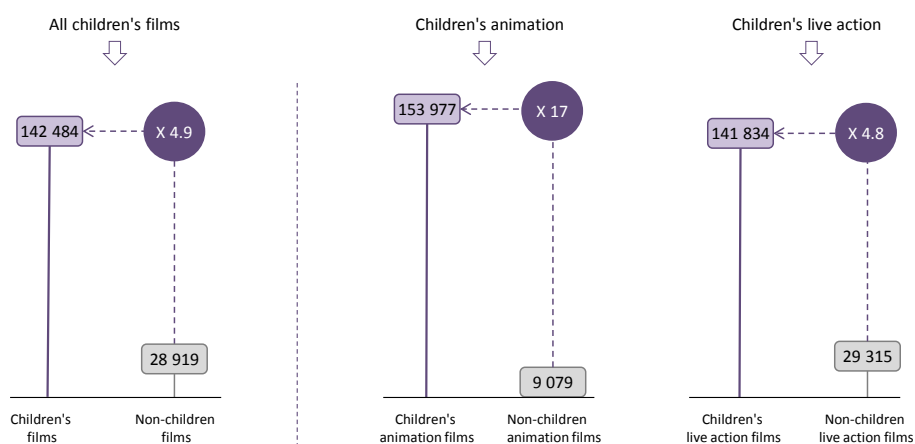 All children's films
Children's animation
Children's live action
142 484
X 4.9
28 919
Children's
films
Non-children
films
153 977
X 17
9 079
Children's
animation films
Non-children
animation films
141 834
X 4.8
29 315
Children's
live action films
Non-children
live action films